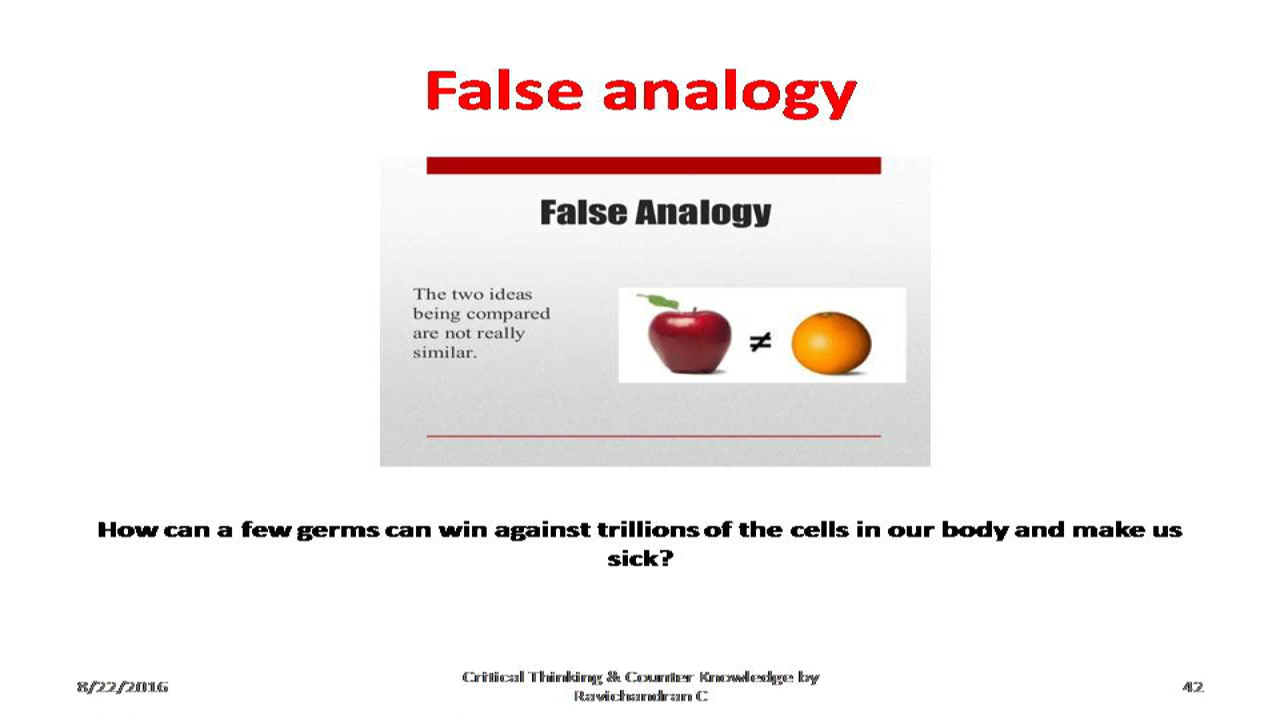 False analogy
False Analogy
The two ideas
being compared
are not really
similar.
≠
How can a few germs can win against trillions of the cells in our body and make us
sick?
8/22/2016
Critical Thinking & Counter Knowledge by
Ravichandran C
42